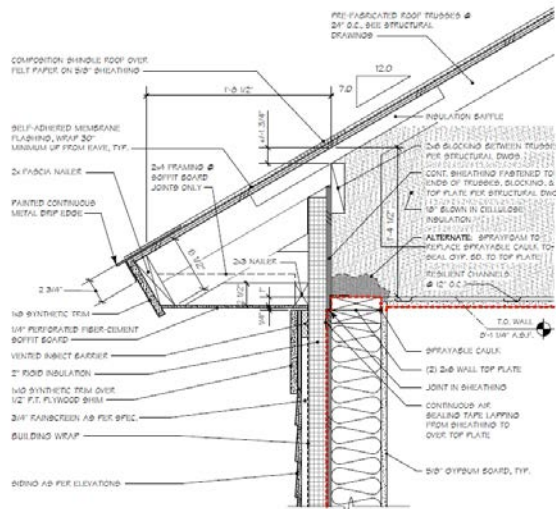 PRE-FABRICATED ROOF TRUSSES @
24" O.C., SEE STRUCTURAL
DRAWINGS
COMPOSITION SHINGLE ROOF OVER
FELT PAPER ON 5/8" SHEATHING
12.0
7.0
INSULATION BAFFLE
SELF-ADHERED MEMBRANE
FLASHING, WRAP 30"
MINIMUM UP FROM EAVE, TYP.
2x FASCIA NAILER
PAINTED CONTINUOUS
METAL DRIP EDGE
2x4 FRAMING @
SOFFIT BOARD
JOINTS ONLY
2x8 BLOCKING BETWEEN TRUSSES
PER STRUCTURAL DWGS.
CONT. SHEATHING FASTENED TO
ENDS OF TRUSSES, BLOCKING, &
TOP PLATE PER STRUCTURAL DWG
18" BLOWN IN CELLULOSE
INSULATION
ALTERNATE: SPRAYFOAM TO
REPLACE SPRAYABLE CAULK TO
SEAL GYP. BD. TO TOP PLATE
RESILIENT CHANNELS
@ 12" O.C.
2x3 NAILER
2 3/4"
1x8 SYNTHETIC TRIM
1/4" PERFORATED FIBER-CEMENT
SOFFIT BOARD
VENTED INSECT BARRIER
2" RIGID INSULATION
1x10 SYNTHETIC TRIM OVER
1/2" P.T. PLYWOOD SHIM
3/4" RAINSCREEN AS PER SPEC.
BUILDING WRAP
SIDING AS PER ELEVATIONS
T.O. WALL
SPRAYABLE CAULK
(2) 2x6 WALL TOP PLATE
JOINT IN SHEATHING
CONTINUOUS AIR
SEALING TAPE LAPPING
FROM SHEATHING TO
OVER TOP PLATE
5/8" GYPSUM BOARD, TYP.